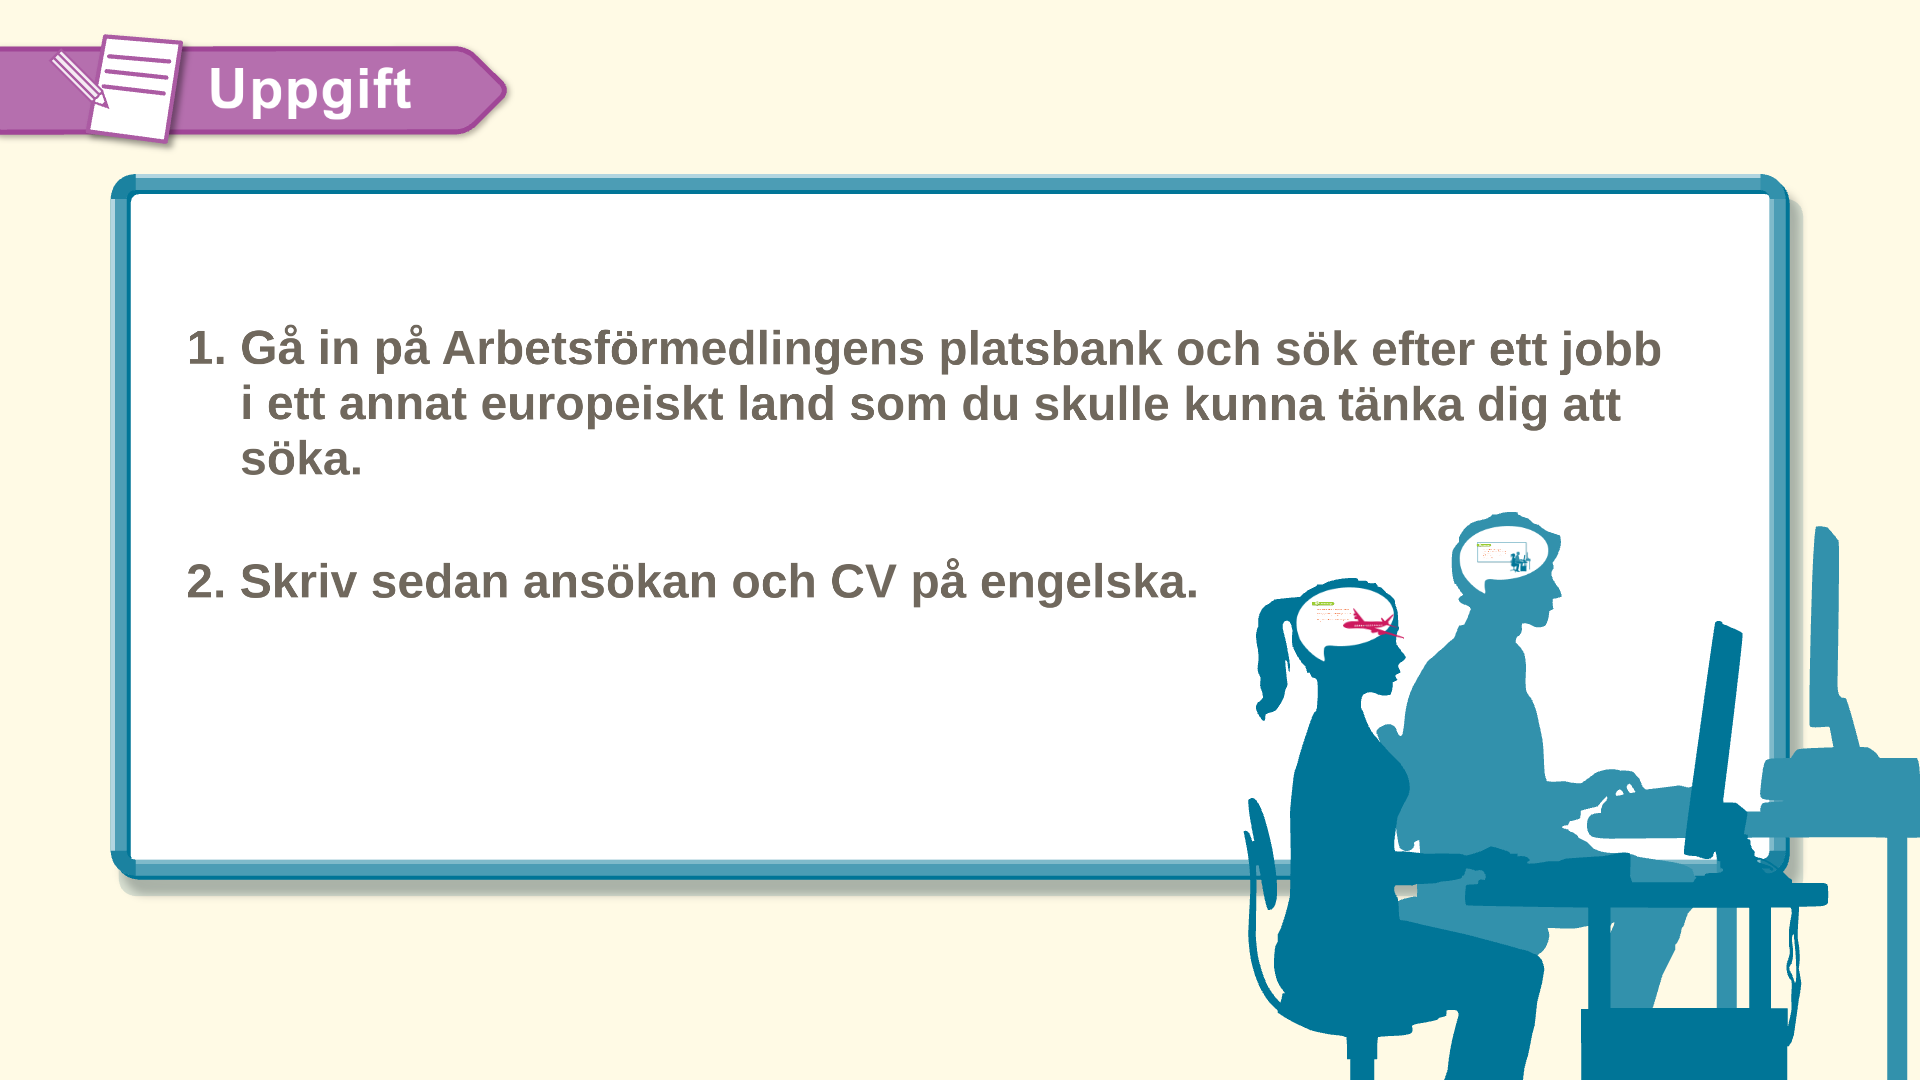 Uppgift
1. Gå in på Arbetsförmedlingens platsbank och sök efter ett jobb
i ett annat europeiskt land som du skulle kunna tänka dig att
söka.
2. Skriv sedan ansökan och CV på engelska.